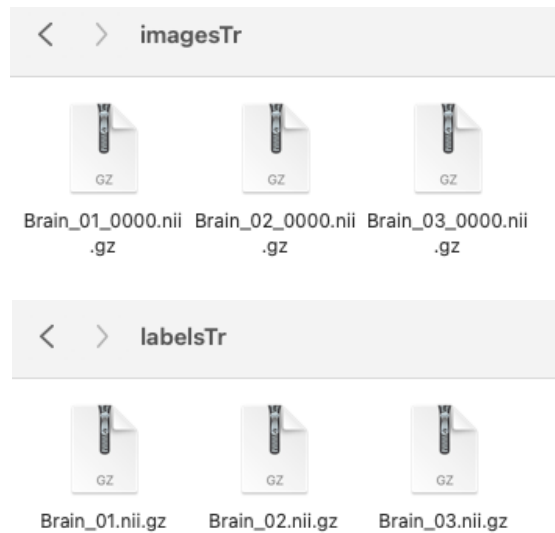 imagesTr
GZ GZ GZ
Brain_01_0000.nii Brain_02_0000.nii Brain_03_0000.nii
.gz .gz .gz
labelsTr
GZ GZ GZ
Brain_01.nii.gz Brain_02.nii.gz Brain_03.nii.gz